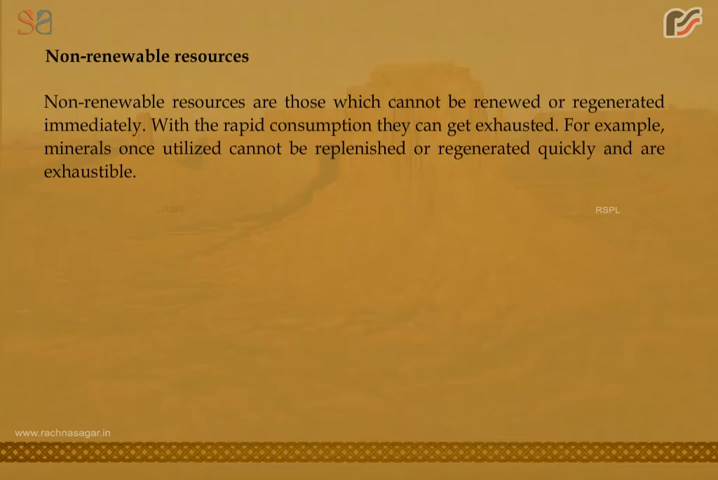 sa
Non-renewable resources
Non-renewable resources are those which cannot be renewed or regenerated
immediately. With the rapid consumption they can get exhausted. For example,
minerals once utilized cannot be replenished or regenerated quickly and are
exhaustible.
RSPL
RSPL
www.rachnasagar.in